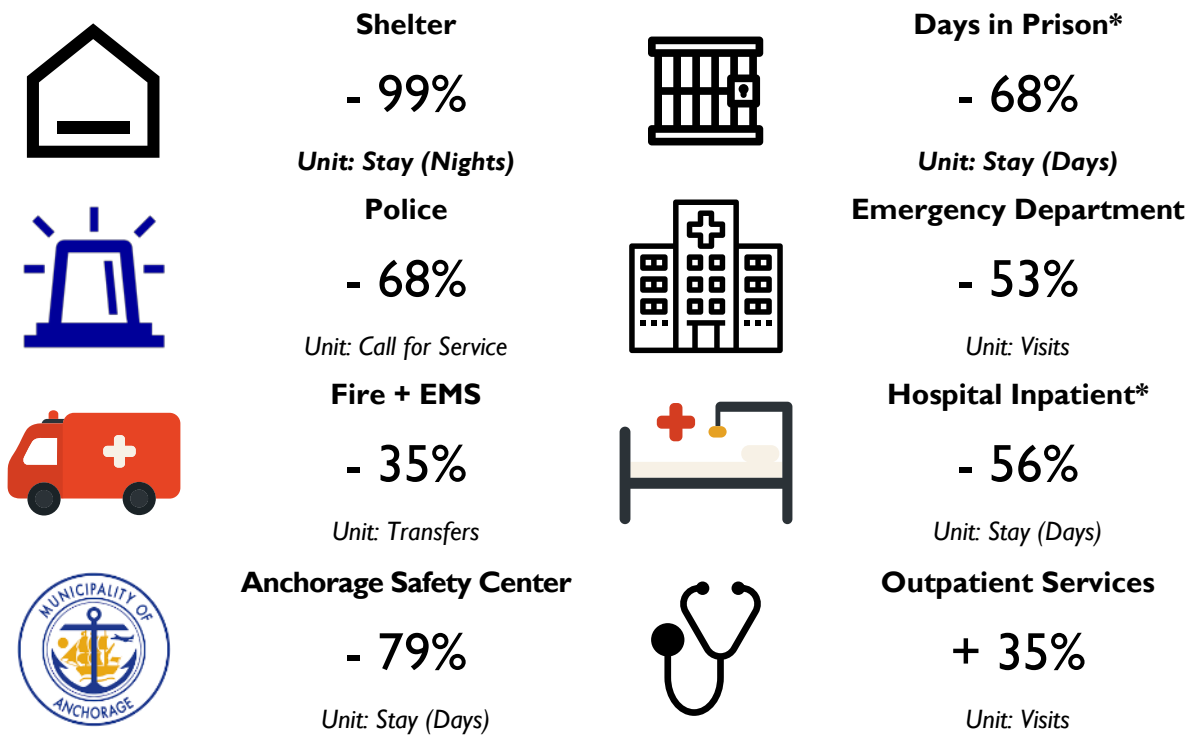 Shelter
- 99%
Unit: Stay (Nights)
Days in Prison*
- 68%
Unit: Stay (Days)
Police
- 68%
Unit: Call for Service
Emergency Department
- 53%
Unit: Visits
Fire + EMS
- 35%
Unit: Transfers
Hospital Inpatient*
- 56%
Unit: Stay (Days)
MUNICIPALITY OF
ANCHORAGE
Anchorage Safety Center
- 79%
Unit: Stay (Days)
Outpatient Services
+ 35%
Unit: Visits